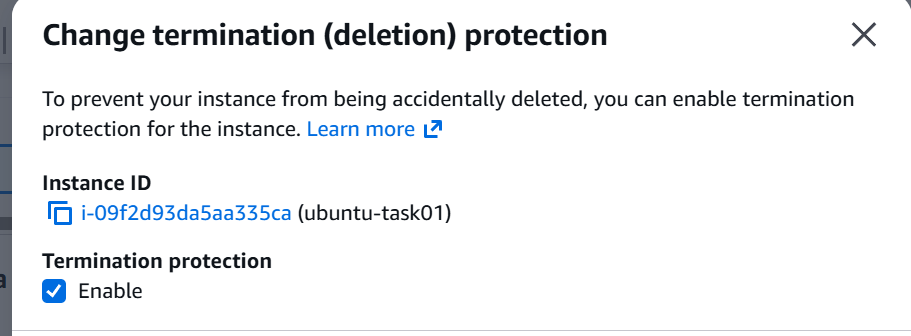 Change termination (deletion) protection
To prevent your instance from being accidentally deleted, you can enable termination
protection for the instance. Learn more
Instance ID
i-09f2d93da5aa335ca (ubuntu-task01)
Termination protection
Enable